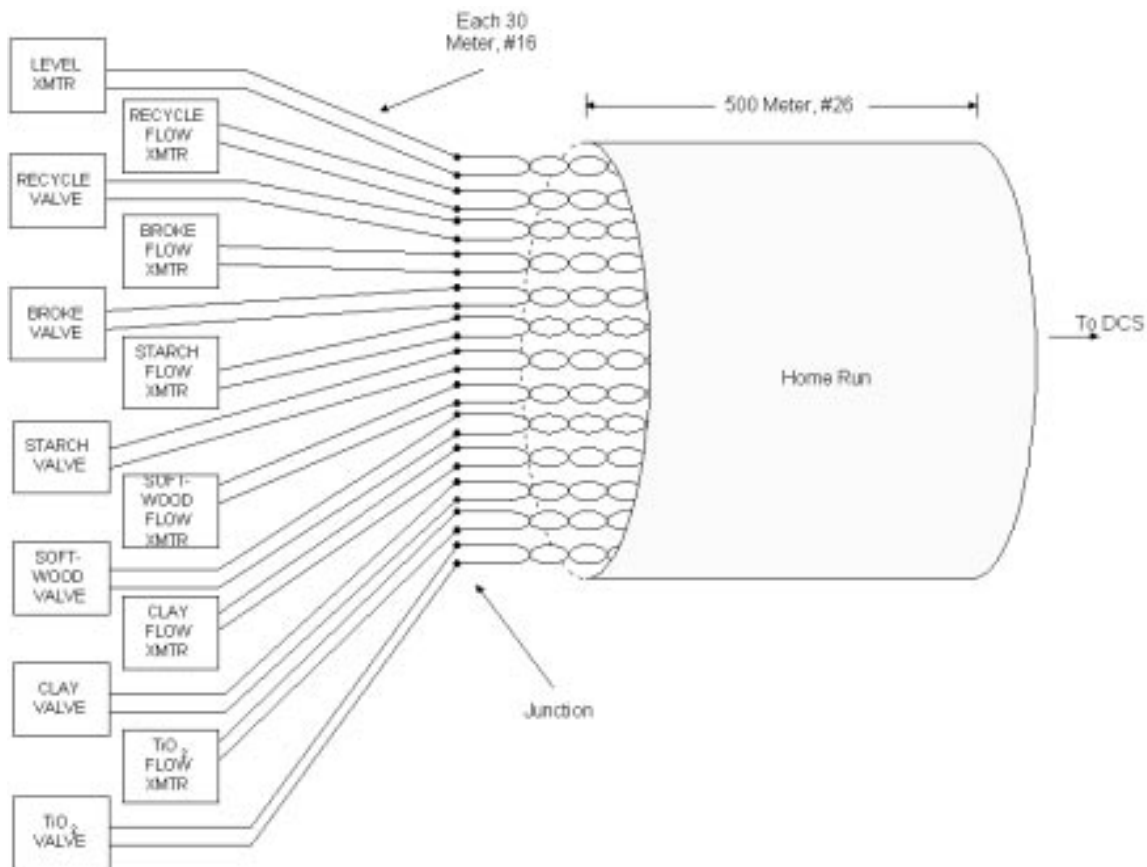 Each 30
Meter, #16
500 Meter, #26
LEVEL
XMTR
RECYCLE
FLOW
XMTR
RECYCLE
VALVE
BROKE
FLOW
XMTR
BROKE
VALVE
STARCH
FLOW
XMTR
STARCH
VALVE
SOFT-
WOOD
FLOW
XMTR
SOFT-
WOOD
VALVE
CLAY
FLOW
XMTR
CLAY
VALVE
TiO2
FLOW
XMTR
TiO2
VALVE
Home Run
To DCS
Junction